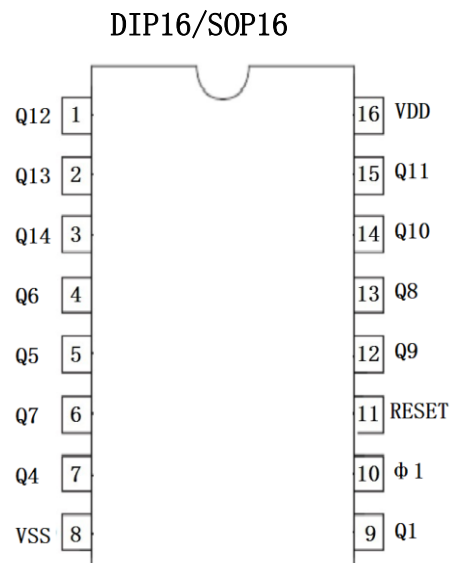 DIP16/SOP16
Q12 1 16 VDD
Q13 2 15 Q11
Q14 3 14 Q10
Q6 4 13 Q8
Q5 5 12 Q9
Q7 6 11 RESET
Q4 7 10 φ1
VSS 8 9 Q1